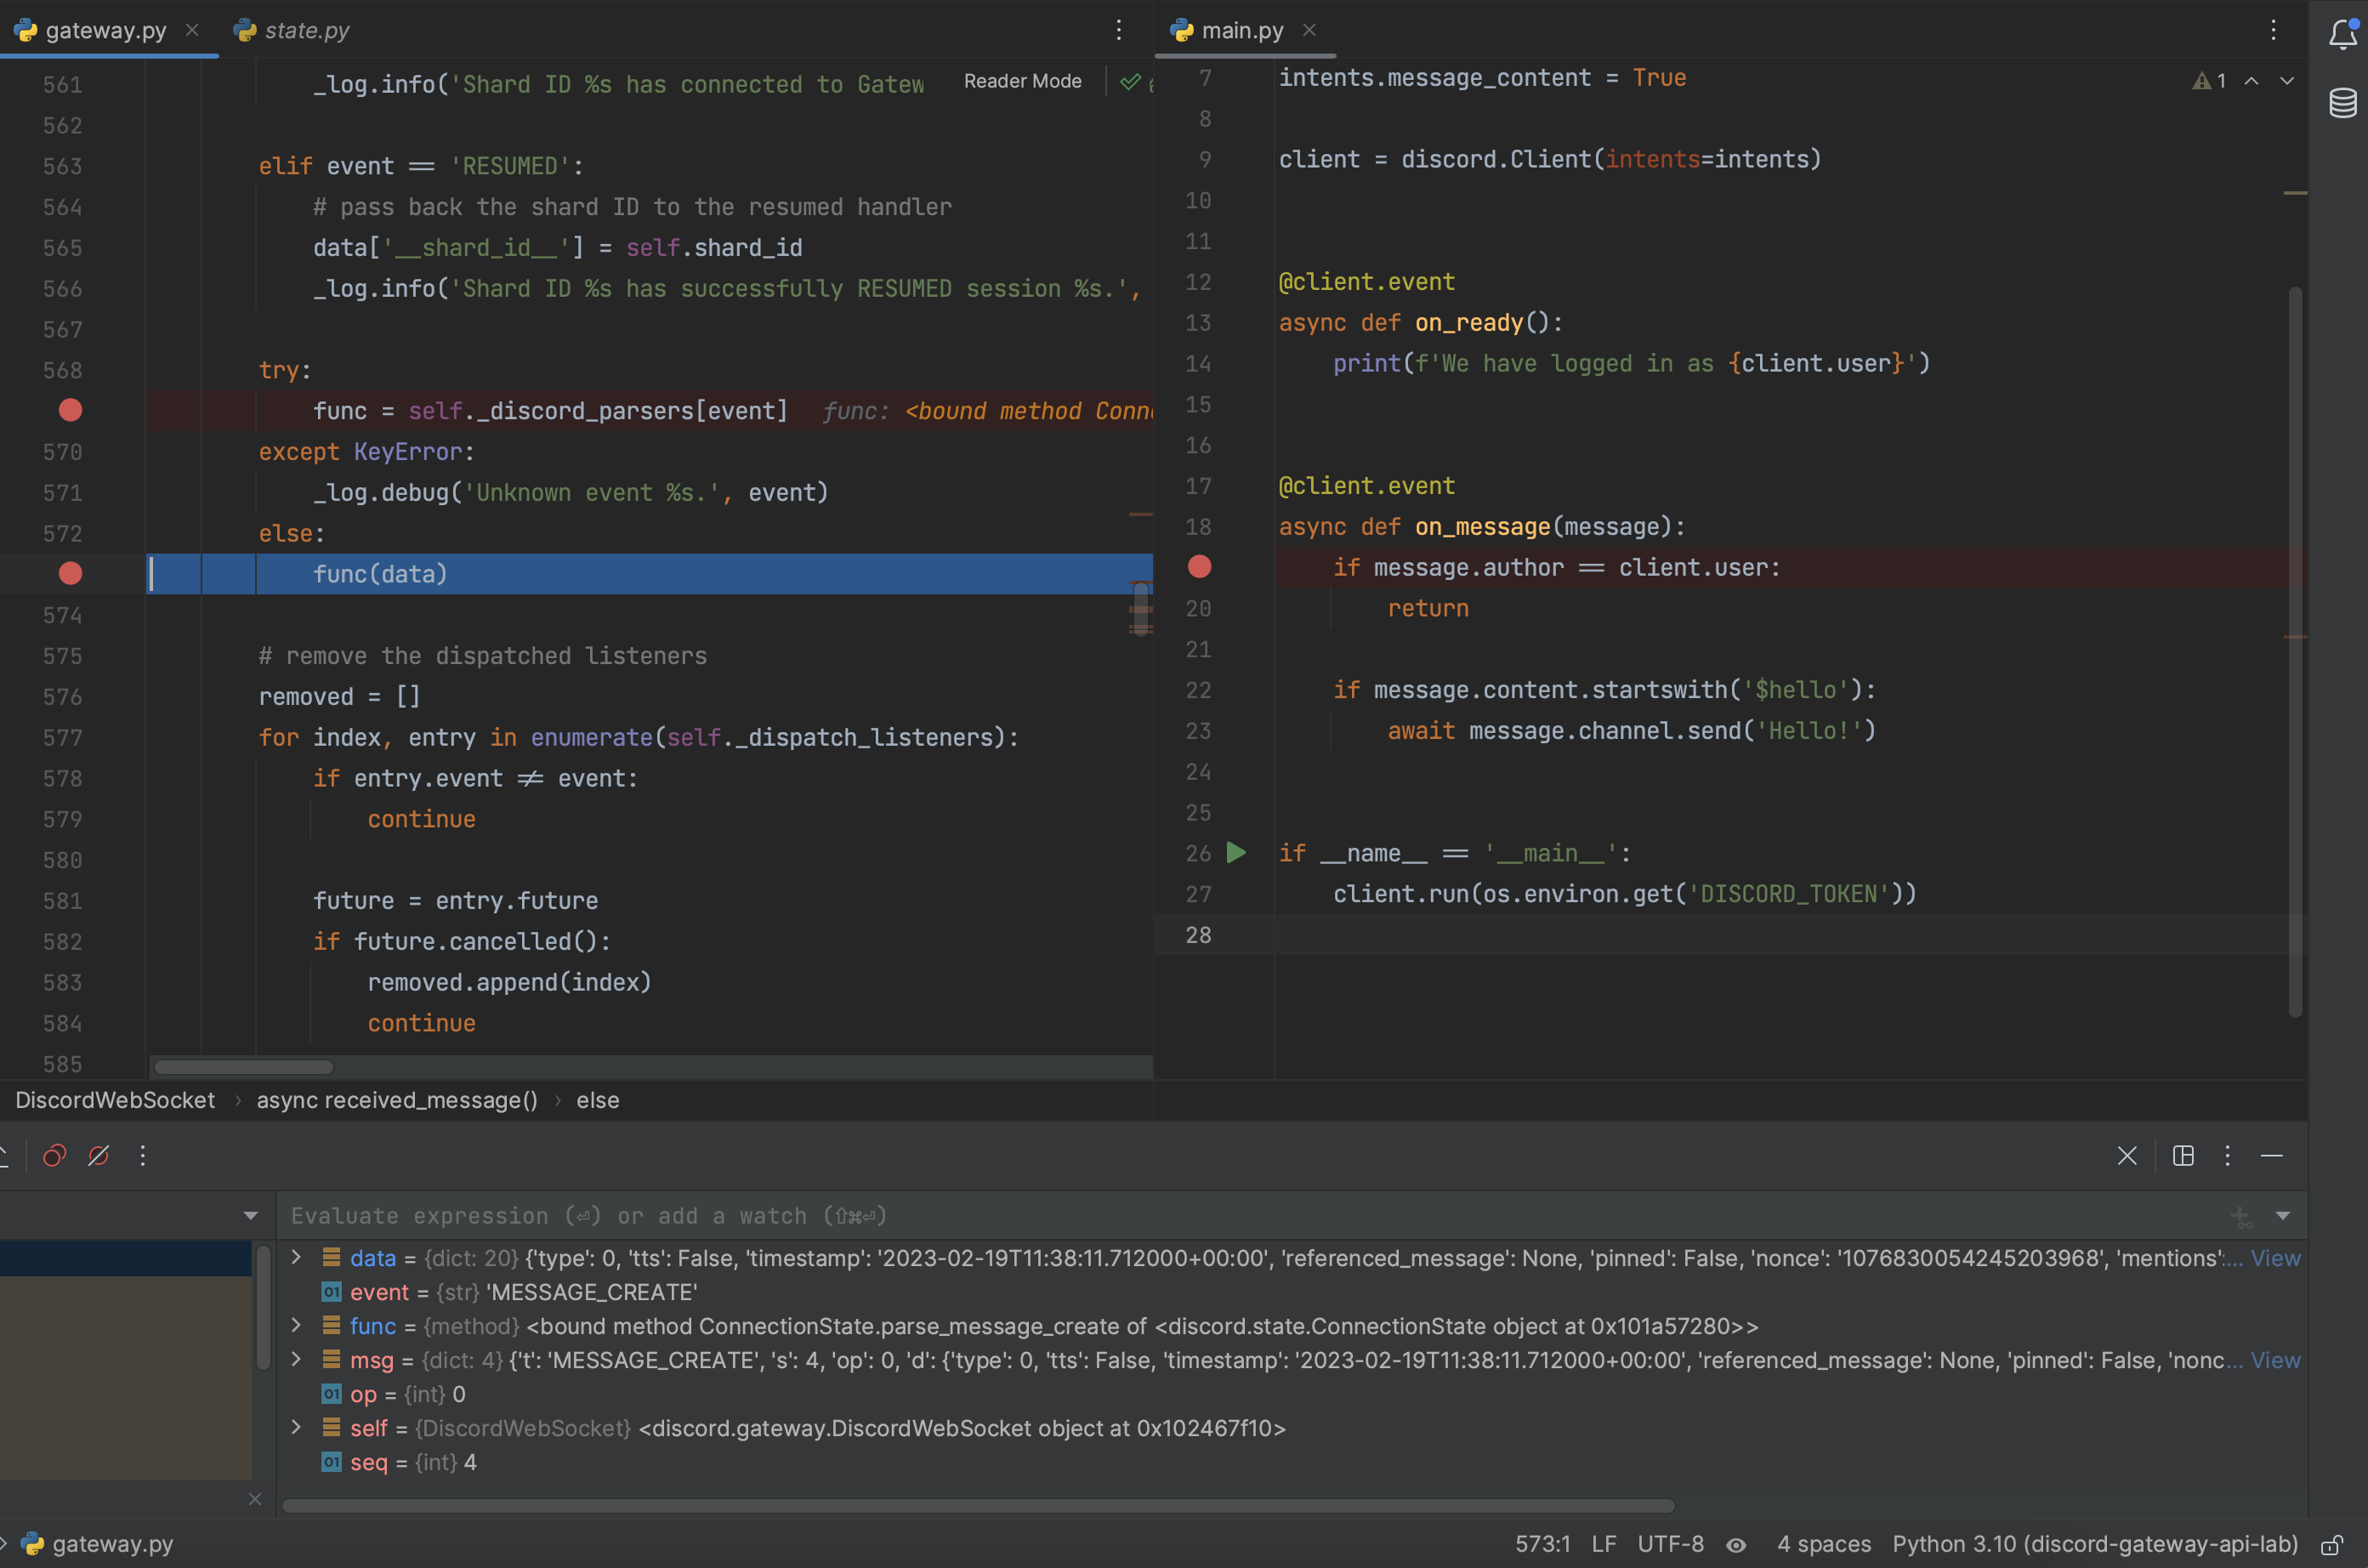 gateway.py
state.py
561 _log.info('Shard ID %s has connected to Gatew
Reader Mode
562
563 elif event == 'RESUMED':
564 # pass back the shard ID to the resumed handler
565 data['__shard_id__'] = self.shard_id
566 _log.info('Shard ID %s has successfully RESUMED session %s.',
567
568 try:
func = self._discord_parsers[event] func: <bound method Conn
570 except KeyError:
571 _log.debug('Unknown event %s.', event)
572 else:
func(data)
574
575 # remove the dispatched listeners
576 removed = []
577 for index, entry in enumerate(self._dispatch_listeners):
578 if entry.event != event:
579 continue
580
581 future = entry.future
582 if future.cancelled():
583 removed.append(index)
584 continue
585
DiscordWebSocket › async received_message() › else
main.py
7 intents.message_content = True
1
8
9 client = discord.Client(intents=intents)
10
11
12 @client.event
13 async def on_ready():
14 print(f'We have logged in as {client.user}')
15
16
17 @client.event
18 async def on_message(message):
if message.author == client.user:
20 return
21
22 if message.content.startswith('$hello'):
23 await message.channel.send('Hello!')
24
25
26 if __name__ == '__main__':
27 client.run(os.environ.get('DISCORD_TOKEN'))
28
Evaluate expression (⏎) or add a watch (⇧⌘⏎)
data = {dict: 20} {'type': 0, 'tts': False, 'timestamp': '2023-02-19T11:38:11.712000+00:00', 'referenced_message': None, 'pinned': False, 'nonce': '1076830054245203968', 'mentions':... View
01 event = {str} 'MESSAGE_CREATE'
func = {method} <bound method ConnectionState.parse_message_create of <discord.state.ConnectionState object at 0x101a57280>>
msg = {dict: 4} {'t': 'MESSAGE_CREATE', 's': 4, 'op': 0, 'd': {'type': 0, 'tts': False, 'timestamp': '2023-02-19T11:38:11.712000+00:00', 'referenced_message': None, 'pinned': False, 'nonc... View
01 op = {int} 0
self = {DiscordWebSocket} <discord.gateway.DiscordWebSocket object at 0x102467f10>
01 seq = {int} 4
gateway.py
573:1 LF UTF-8 4 spaces Python 3.10 (discord-gateway-api-lab)